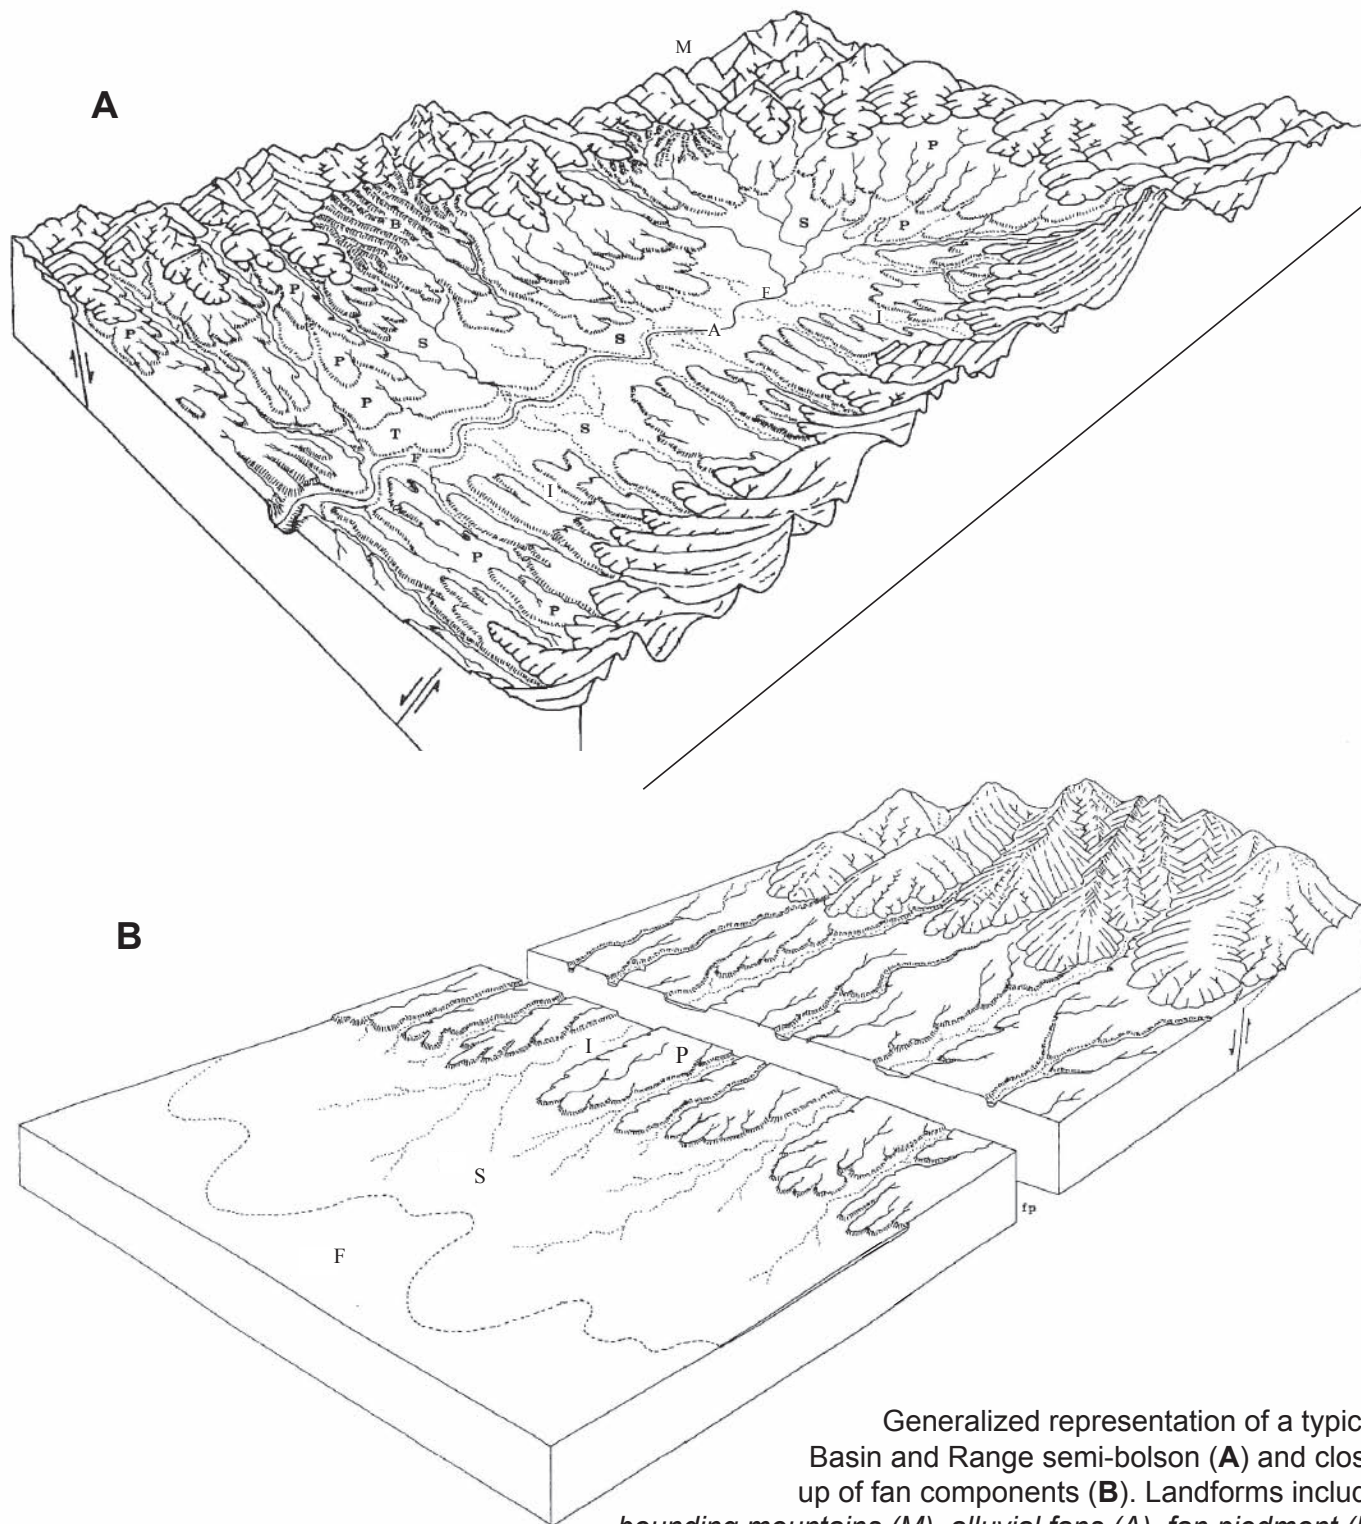 M
A
P
B
S
P
E
P
I
A
P
S
S
P
P
T
S
F
I
P
P
B
I
P
S
fp
F
Generalized representation of a typic
Basin and Range semi-bolson (A) and clos
up of fan components (B). Landforms includ
bounding mountains (M), alluvial fans (A), fan piedmont (